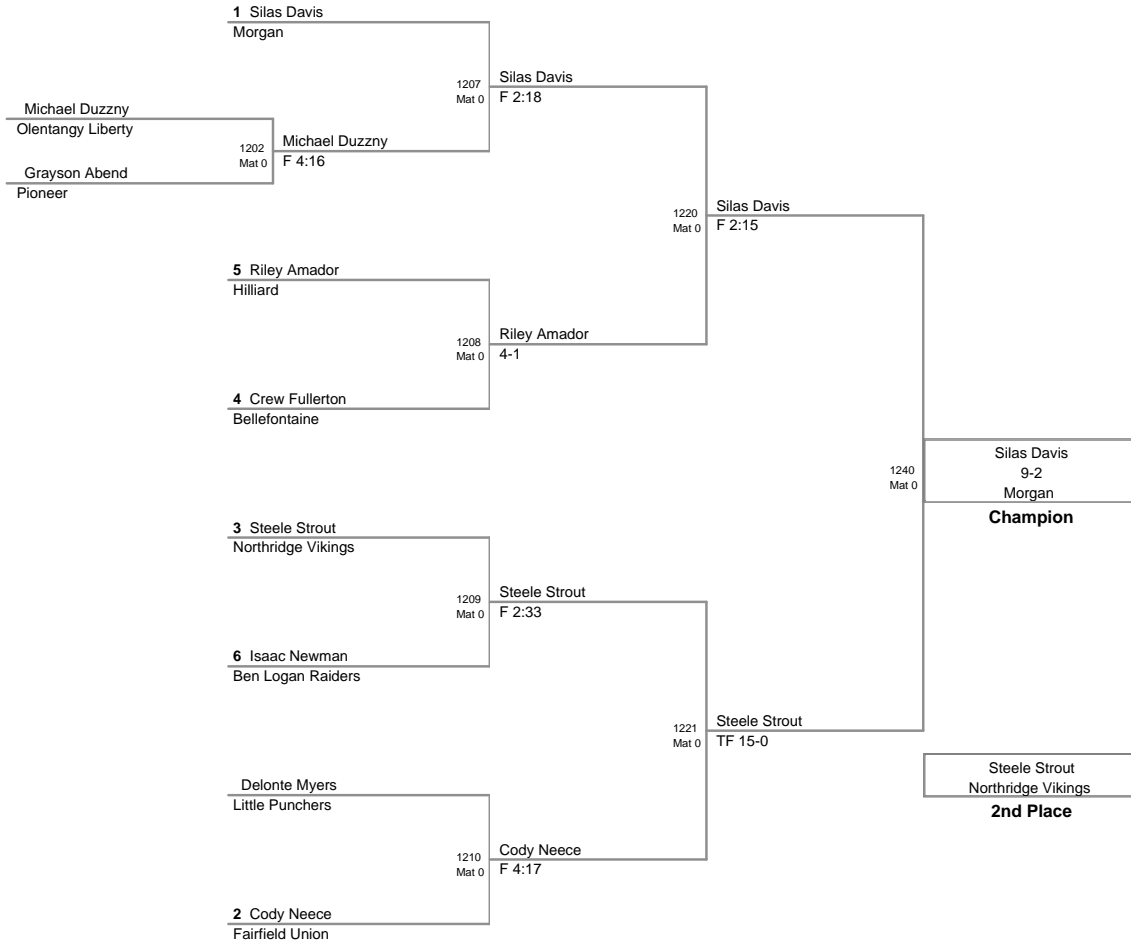 1 Silas Davis
Morgan
1207
Mat 0
Silas Davis
F 2:18
Michael Duzzny
Olentangy Liberty
1202
Mat 0
Michael Duzzny
F 4:16
Grayson Abend
Pioneer
1220
Mat 0
Silas Davis
F 2:15
5 Riley Amador
Hilliard
1208
Mat 0
Riley Amador
4-1
4 Crew Fullerton
Bellefontaine
1240
Mat 0
Silas Davis
9-2
Morgan
Champion
3 Steele Strout
Northridge Vikings
1209
Mat 0
Steele Strout
F 2:33
6 Isaac Newman
Ben Logan Raiders
1221
Mat 0
Steele Strout
TF 15-0
Steele Strout
Northridge Vikings
2nd Place
Delonte Myers
Little Punchers
1210
Mat 0
Cody Neece
F 4:17
2 Cody Neece
Fairfield Union